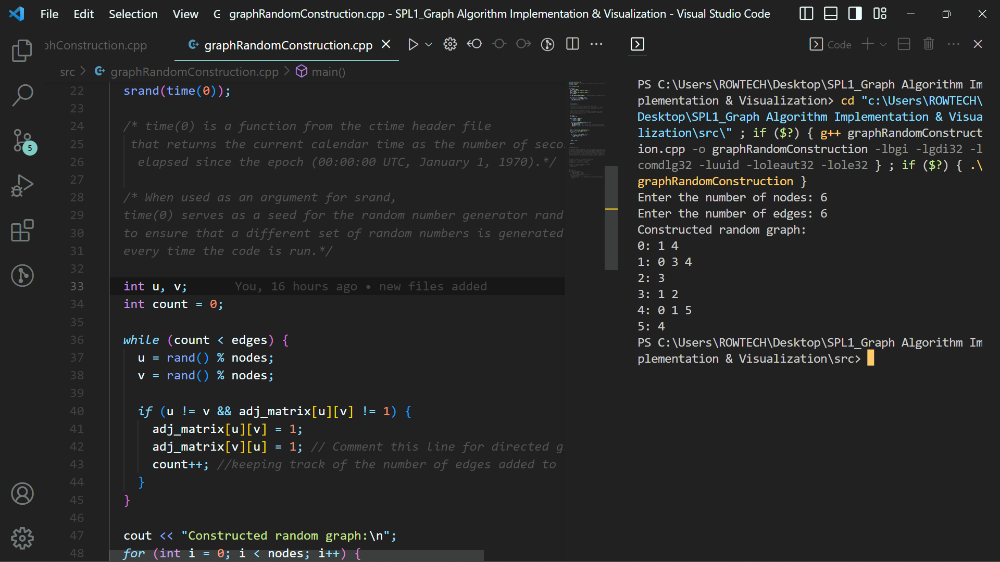 File Edit Selection View G graphRandomConstruction.cpp - SPL1_Graph Algorithm Implementation & Visualization - Visual Studio Code
phConstruction.cpp
graphRandomConstruction.cpp
Code
src > graphRandomConstruction.cpp > main()
5
22 srand(time(0));
23
24 /* time(0) is a function from the ctime header file
25 that returns the current calendar time as the number of seco
26 elapsed since the epoch (00:00:00 UTC, January 1, 1970).*/
27
28 /* When used as an argument for srand,
29 time(0) serves as a seed for the random number generator rand
30 to ensure that a different set of random numbers is generated
31 every time the code is run.*/
32
33 int u, v; You, 16 hours ago • new files added
34 int count = 0;
35
36 while (count < edges) {
37 u = rand() % nodes;
38 v = rand() % nodes;
39
40 if (u != v && adj_matrix[u][v] != 1) {
41 adj_matrix[u][v] = 1;
42 adj_matrix[v][u] = 1; // Comment this line for directed g
43 count++; //keeping track of the number of edges added to
44 }
45 }
46
47 cout << "Constructed random graph:\n";
48 for (int i = 0; i < nodes; i++) {
PS C:\Users\ROWTECH\Desktop\SPL1_Graph Algorithm Im
plementation & Visualization> cd "c:\Users\ROWTECH\
Desktop\SPL1_Graph Algorithm Implementation & Visua
lization\src\" ; if ($?) { g++ graphRandomConstruct
ion.cpp -o graphRandomConstruction -lbgi -lgdi32 -l
comdlg32 -luuid -loleaut32 -lole32 } ; if ($?) { .\
graphRandomConstruction }
Enter the number of nodes: 6
Enter the number of edges: 6
Constructed random graph:
0: 1 4
1: 0 3 4
2: 3
3: 1 2
4: 0 1 5
5: 4
PS C:\Users\ROWTECH\Desktop\SPL1_Graph Algorithm Im
plementation & Visualization\src>